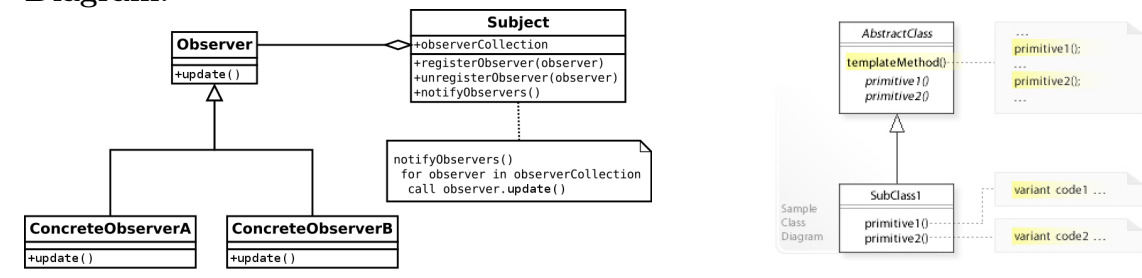 Diagram:
Subject
+observerCollection
+registerObserver(observer)
+unregisterObserver(observer)
+notifyObservers()
Observer
+update()
notifyObservers()
for observer in observerCollection
call observer.update()
ConcreteObserverA
+update()
ConcreteObserverB
+update()
AbstractClass
templateMethod()
primitive1()
primitive2()
...
primitive1();
...
primitive2();
...
SubClass1
primitive1()
primitive2()
variant code1 ...
variant code2 ...
Sample
Class
Diagram